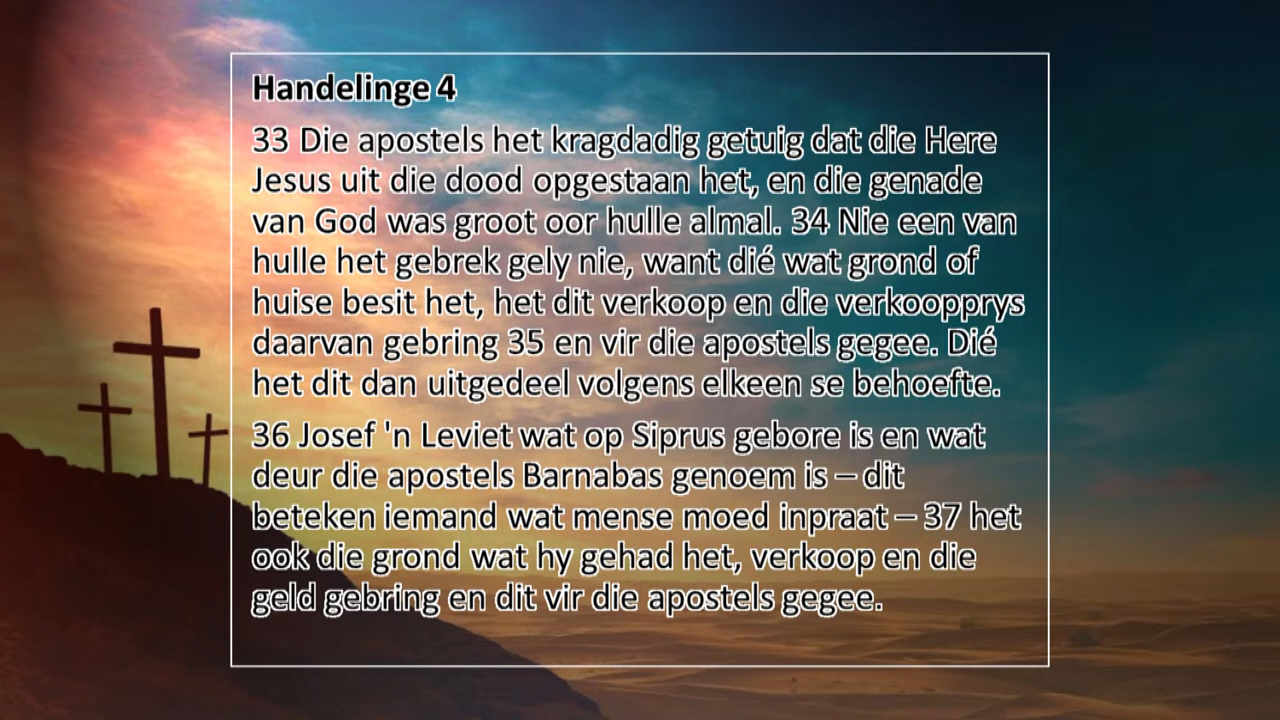 Handelinge 4
33 Die apostels het kragdadig getuig dat die Here
Jesus uit die dood opgestaan het, en die genade
van God was groot oor hulle almal. 34 Nie een van
hulle het gebrek gely nie, want dié wat grond of
huise besit het, het dit verkoop en die verkoopprys
daarvan gebring 35 en vir die apostels gegee. Dié
het dit dan uitgedeel volgens elkeen se behoefte.
36 Josef 'n Leviet wat op Siprus gebore is en wat
deur die apostels Barnabas genoem is – dit
beteken iemand wat mense moed inpraat – 37 het
ook die grond wat hy gehad het, verkoop en die
geld gebring en dit vir die apostels gegee.